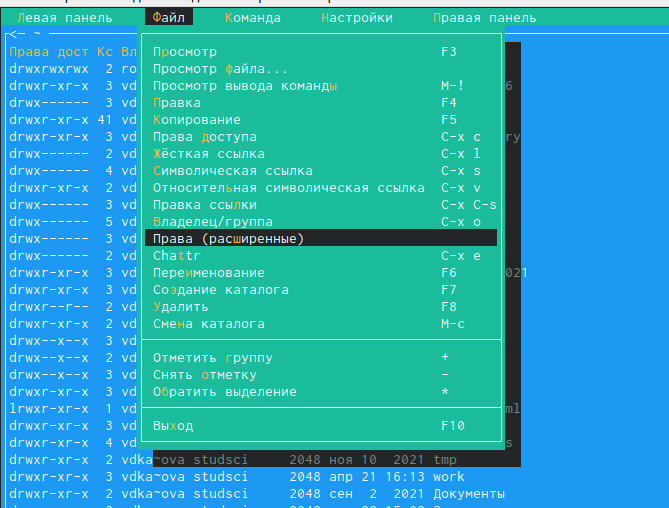 Левая панель Файл Команда Настройки Правая панель
<— ~
Права дост Кс Вл
drwxrwxrwx 2 ro Просмотр F3
drwxr-xr-x 3 vd Просмотр файла...
drwx------ 3 vd Просмотр вывода команды M-! 6
drwx------ 3 vd Правка F4
drwxr-xr-x 41 vd Копирование F5
drwx------ 3 vd Права доступа C-x c ry
drwx------ 2 vd Жёсткая ссылка C-x l
drwx------ 4 vd Символическая ссылка C-x s
drwxr-xr-x 2 vd Относительная символическая ссылка C-x v
drwx------ 3 vd Правка ссылки C-x C-s
drwx------ 5 vd Владелец/группа C-x o
drwx------ 3 vd Права (расширенные)
drwx------ 2 vd Chattr C-x e
drwxr-xr-x 3 vd Переименование F6 021
drwxr-xr-x 3 vd Создание каталога F7
drwxr--r-- 2 vd Удалить F8
drwxr-xr-x 2 vd Смена каталога M-c
drwx--x--x 3 vd
drwx--x--x 2 vd Отметить группу +
drwx--x--x 3 vd Снять отметку -
drwxr-xr-x 3 vd Обратить выделение *
lrwxr-xr-x 1 vd ml
drwxr-xr-x 2 vd Выход F10
drwxr-xr-x 4 vd s
drwxr-xr-x 2 vdka~ova studsci 2048 ноя 10 2021 tmp
drwxr-xr-x 3 vdka~ova studsci 2048 апр 21 16:13 work
drwxr-xr-x 2 vdka~ova studsci 2048 сен 2 2021 Документы